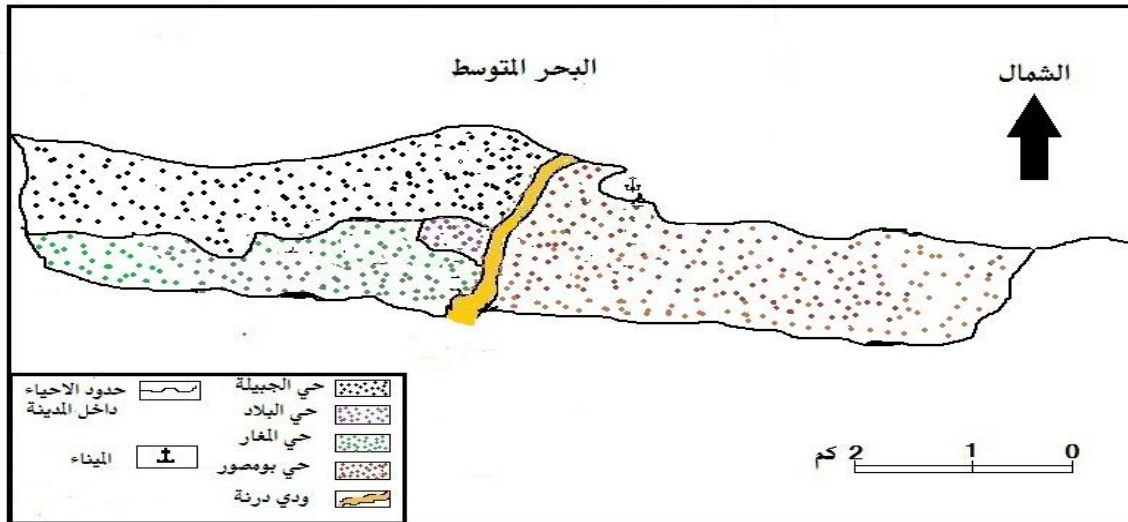 البحر المتوسط
الشمال
حي الجبيلة
حي البلاد
حي المغار
حي بومصور
ودي درنة
حدود الاحياء
داخل المدينة
الميناء
كم 2 1 0